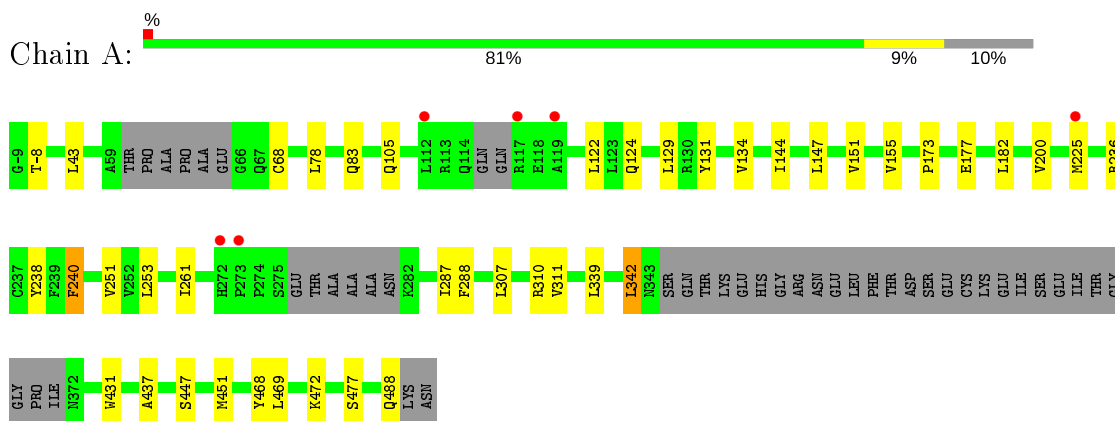 %
Chain A:
81% 9% 10%
G-9 T-8 L43 A59 THR PRO ALA PRO ALA GLU G66 Q67 C68 L78 Q83 Q105 L112 R113 Q114 GLN GLN R117 E118 A119 L122 L123 Q124 L129 R130 Y131 V134 I144 L147 V151 V155 P173 E177 L182 V200 M225 R236
C237 Y238 F239 F240 V251 V252 L253 I261 H272 P273 P274 S275 GLU THR ALA ALA ALA ASN K282 I287 F288 L307 R310 V311 L339 L342 N343 SER GLN THR LYS GLU HIS GLY ARG ASN GLU LEU PHE THR ASP SER GLU CYS LYS GLU ILE SER GLU ILE THR GLY
GLY PRO ILE N372 W431 A437 S447 M451 Y468 L469 K472 S477 Q488 LYS ASN